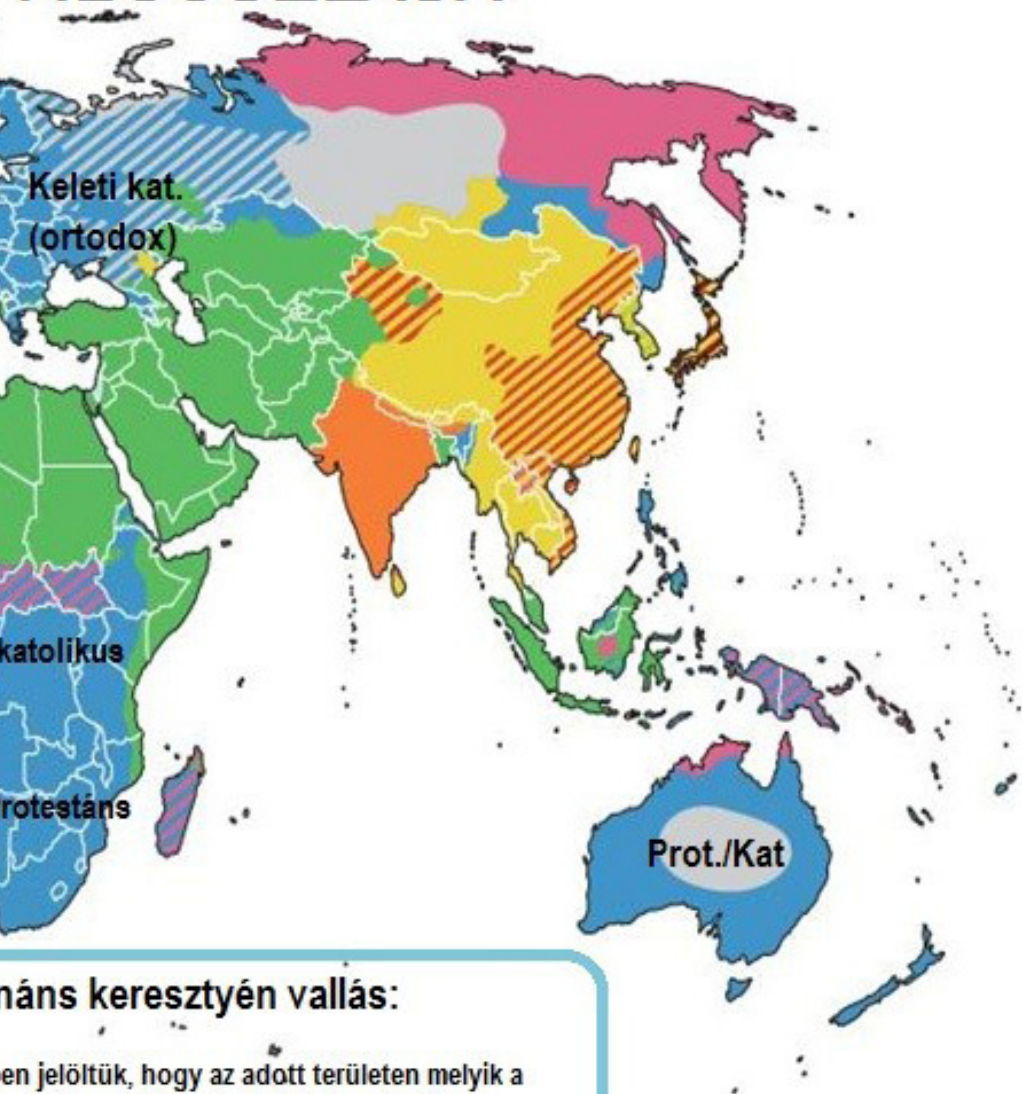 Keleti kat.
(ortodox)
katolikus
rotestáns
Prot./Kat
náns keresztyén vallás:
en jelöltük, hogy az adott területen melyik a